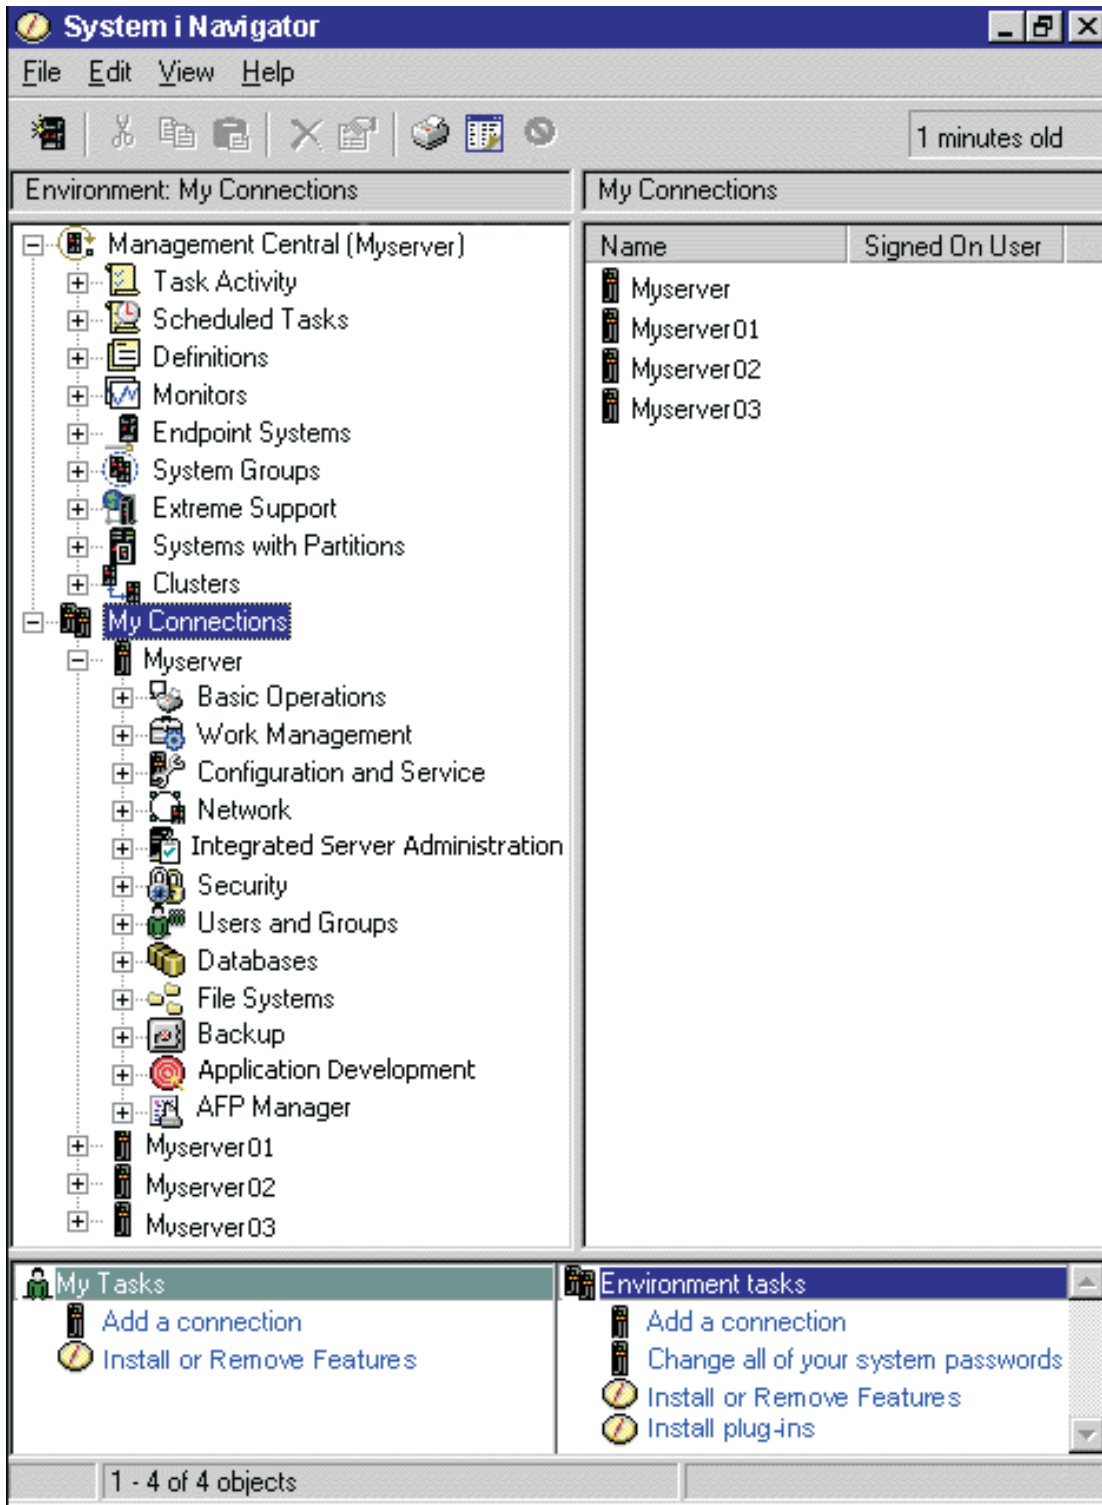 System i Navigator
File Edit View Help
1 minutes old
Environment: My Connections
My Connections
Management Central (Myserver)
Task Activity
Scheduled Tasks
Definitions
Monitors
Endpoint Systems
System Groups
Extreme Support
Systems with Partitions
Clusters
My Connections
Myserver
Basic Operations
Work Management
Configuration and Service
Network
Integrated Server Administration
Security
Users and Groups
Databases
File Systems
Backup
Application Development
AFP Manager
Myserver01
Myserver02
Myserver03
Name Signed On User
Myserver
Myserver01
Myserver02
Myserver03
My Tasks
Add a connection
Install or Remove Features
Environment tasks
Add a connection
Change all of your system passwords
Install or Remove Features
Install plug-ins
1 - 4 of 4 objects